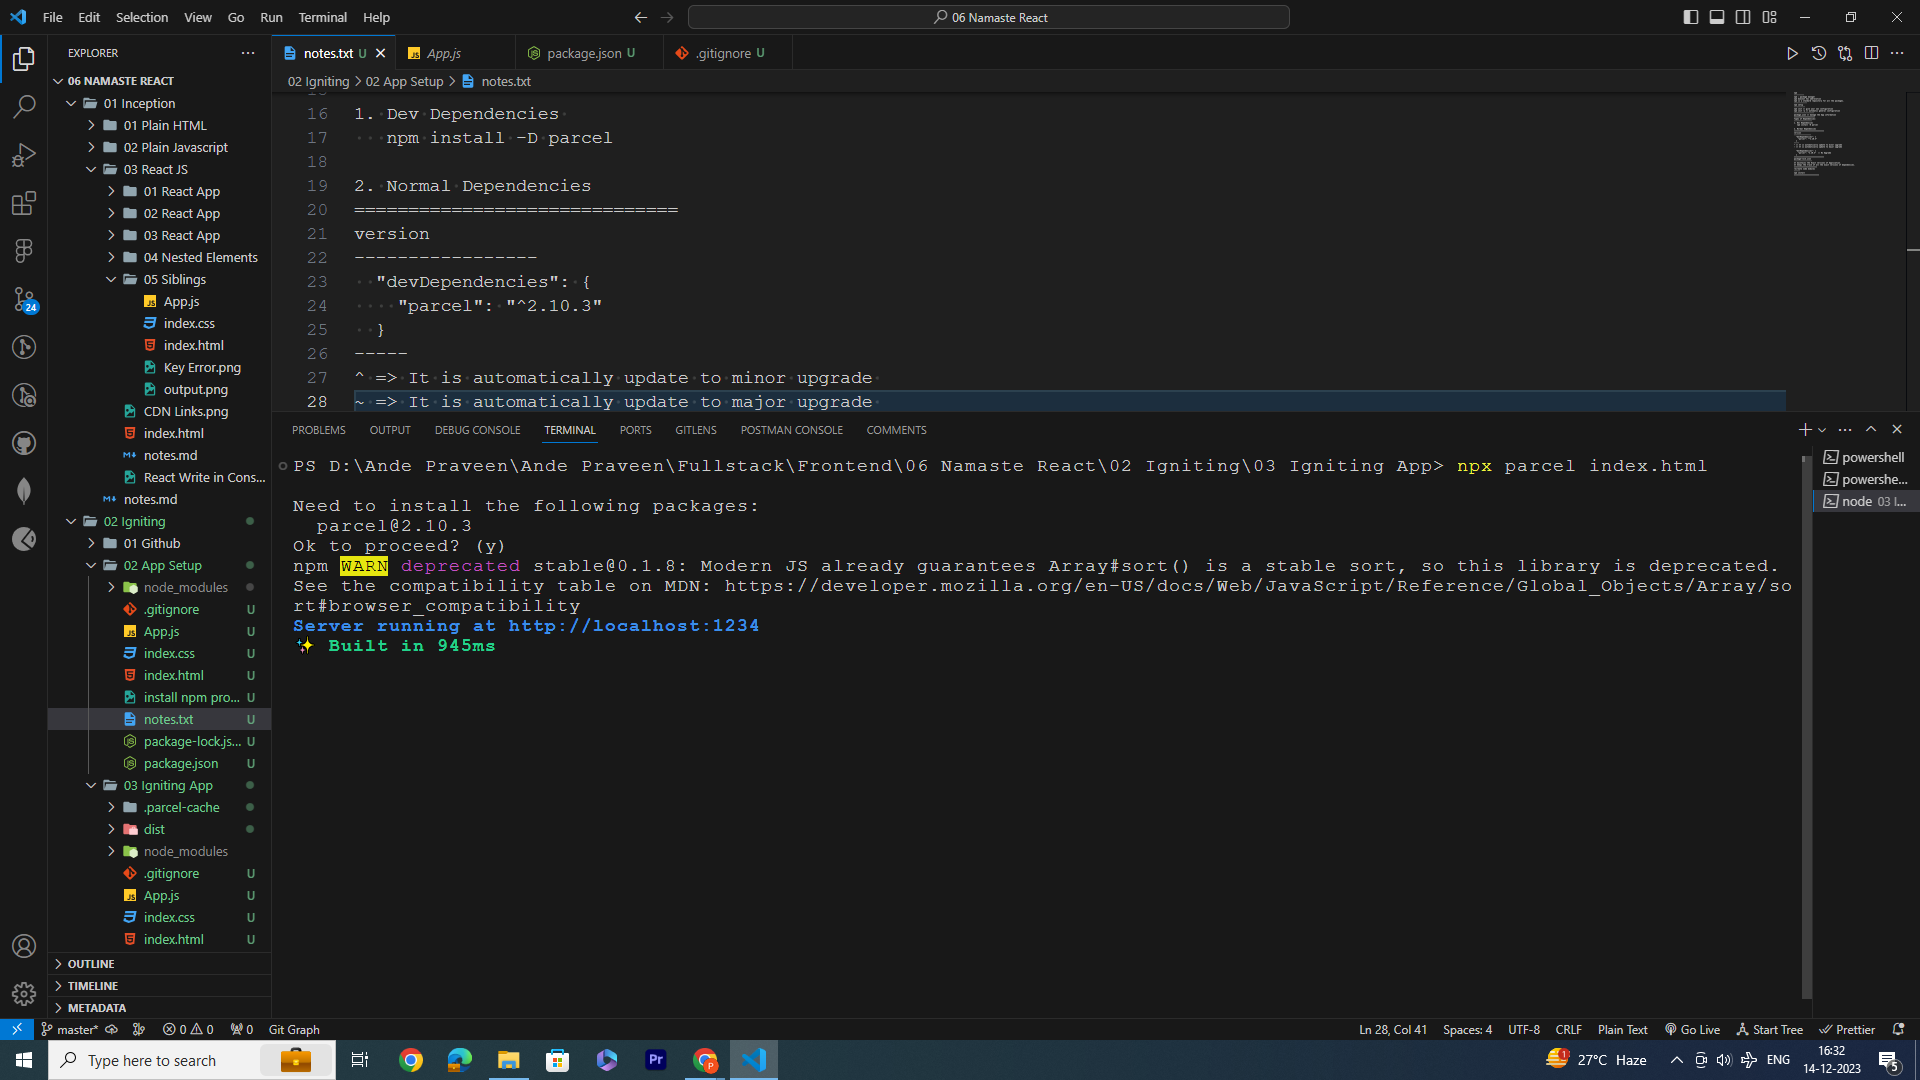 File Edit Selection View Go Run Terminal Help
06 Namaste React
EXPLORER
06 NAMASTE REACT
01 Inception
01 Plain HTML
02 Plain Javascript
03 React JS
01 React App
02 React App
03 React App
04 Nested Elements
05 Siblings
App.js
index.css
index.html
Key Error.png
output.png
CDN Links.png
index.html
notes.md
React Write in Cons...
notes.md
02 Igniting
01 Github
02 App Setup
node_modules
.gitignore U
App.js U
index.css U
index.html U
install npm pro... U
notes.txt U
package-lock.js... U
package.json U
03 Igniting App
.parcel-cache
dist
node_modules
.gitignore U
App.js U
index.css U
index.html U
OUTLINE
TIMELINE
METADATA
24
notes.txt U App.js package.json U .gitignore U
02 Igniting > 02 App Setup > notes.txt
16 1. Dev Dependencies
17 npm install -D parcel
18
19 2. Normal Dependencies
20 ==============================
21 version
22 -----------------
23 "devDependencies": {
24 "parcel": "^2.10.3"
25 }
26 -----
27 ^ => It is automatically update to minor upgrade
28 ~ => It is automatically update to major upgrade
PROBLEMS OUTPUT DEBUG CONSOLE TERMINAL PORTS GITLENS POSTMAN CONSOLE COMMENTS
PS D:\Ande Praveen\Ande Praveen\Fullstack\Frontend\06 Namaste React\02 Igniting\03 Igniting App> npx parcel index.html
Need to install the following packages:
parcel@2.10.3
Ok to proceed? (y)
npm WARN deprecated stable@0.1.8: Modern JS already guarantees Array#sort() is a stable sort, so this library is deprecated.
See the compatibility table on MDN: https://developer.mozilla.org/en-US/docs/Web/JavaScript/Reference/Global_Objects/Array/so
rt#browser_compatibility
Server running at http://localhost:1234
✨ Built in 945ms
powershell
powershe...
node 03 I...
master* 0 0 0 Git Graph
Ln 28, Col 41 Spaces: 4 UTF-8 CRLF Plain Text Go Live Start Tree Prettier
Type here to search
Pr
P
1
27°C Haze
ENG
16:32
14-12-2023
5